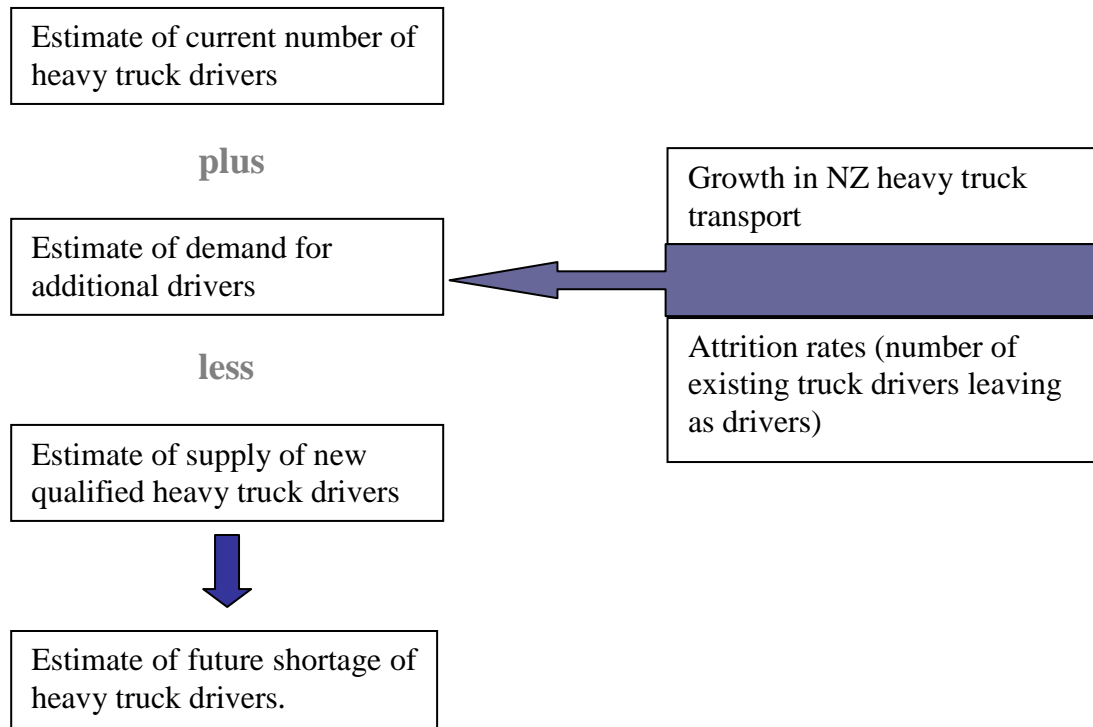 Estimate of current number of
heavy truck drivers
plus
Estimate of demand for
additional drivers
less
Estimate of supply of new
qualified heavy truck drivers
Estimate of future shortage of
heavy truck drivers.
Growth in NZ heavy truck
transport
Attrition rates (number of
existing truck drivers leaving
as drivers)